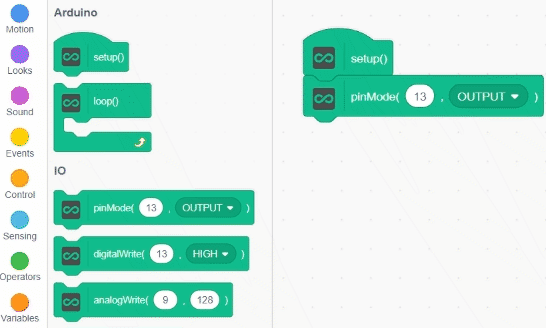 Motion
Looks
Sound
Events
Control
Sensing
Operators
Variables
Arduino
setup()
loop()
IO
pinMode( 13 , OUTPUT )
digitalWrite( 13 , HIGH )
analogWrite( 9 , 128 )
setup()
pinMode( 13 , OUTPUT )